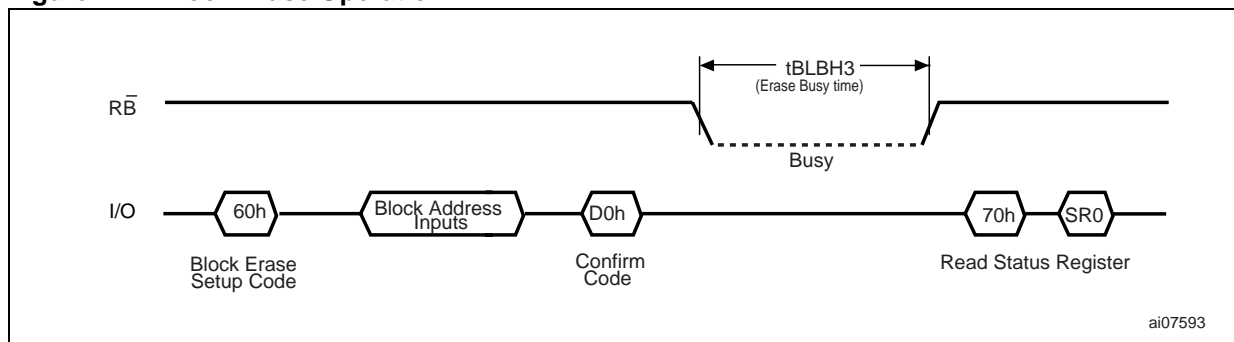 tBLBH3
(Erase Busy time)
RB̅
Busy
I/O
60h
Block Address
Inputs
D0h
70h
SR0
Block Erase
Setup Code
Confirm
Code
Read Status Register
ai07593